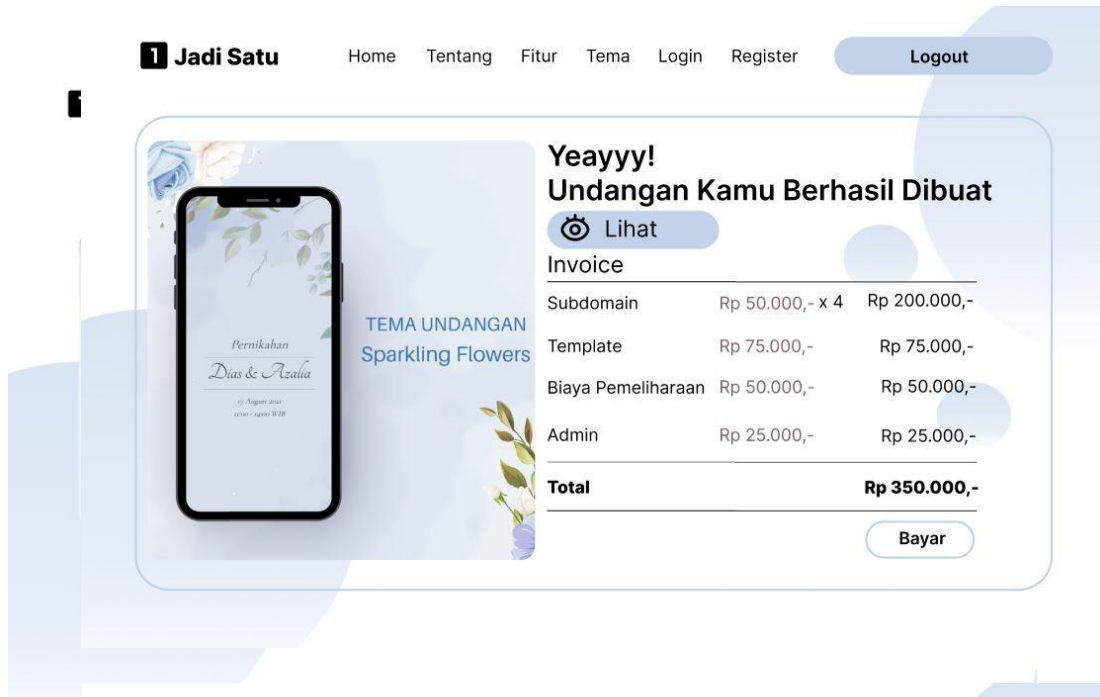 1 Jadi Satu Home Tentang Fitur Tema Login Register Logout
Yeayyy!
Undangan Kamu Berhasil Dibuat
Lihat
Invoice
Subdomain Rp 50.000,- x 4 Rp 200.000,-
Template Rp 75.000,- Rp 75.000,-
Biaya Pemeliharaan Rp 50.000,- Rp 50.000,-
Admin Rp 25.000,- Rp 25.000,-
Total Rp 350.000,-
Bayar
TEMA UNDANGAN
Sparkling Flowers
Pernikahan
Dias & Azalia